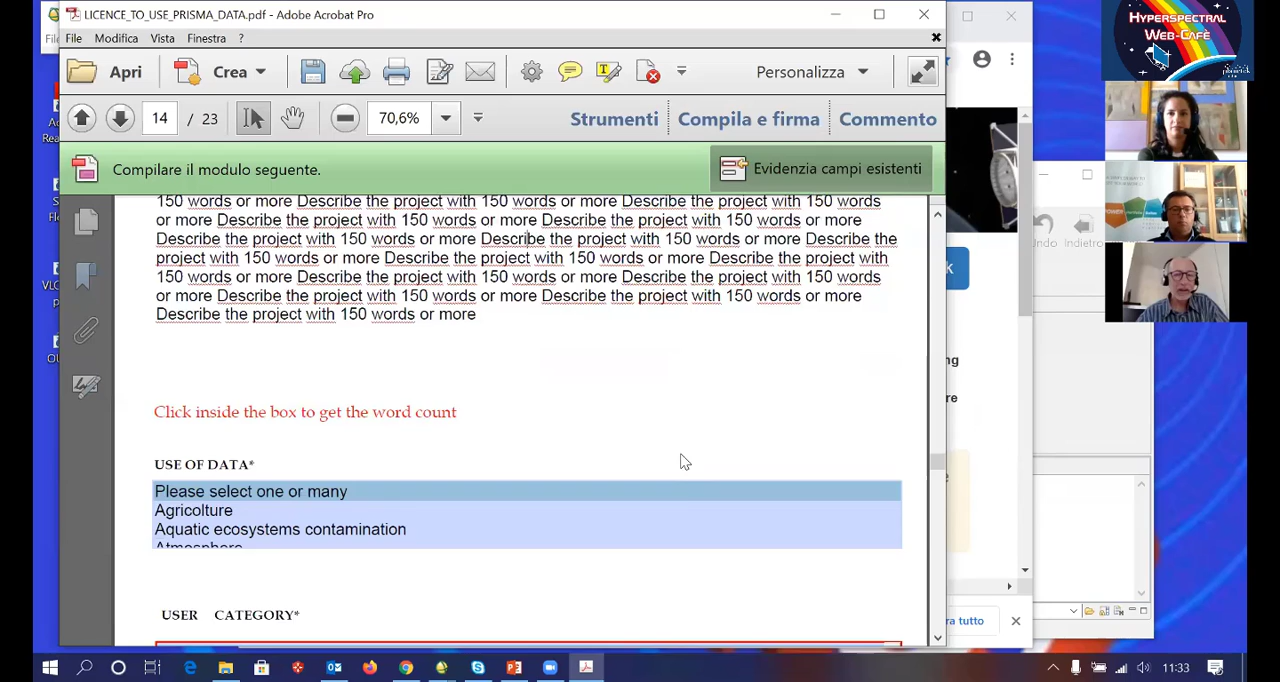 LICENCE_TO_USE_PRISMA_DATA.pdf - Adobe Acrobat Pro
File Modifica Vista Finestra ?
Apri Crea Personalizza
14 / 23 70,6% Strumenti Compila e firma Commento
Compilare il modulo seguente. Evidenzia campi esistenti
150 words or more Describe the project with 150 words or more Describe the project with 150 words
or more Describe the project with 150 words or more Describe the project with 150 words or more
Describe the project with 150 words or more Describe the project with 150 words or more Describe the
project with 150 words or more Describe the project with 150 words or more Describe the project with
150 words or more Describe the project with 150 words or more Describe the project with 150 words
or more Describe the project with 150 words or more Describe the project with 150 words or more
Describe the project with 150 words or more
Click inside the box to get the word count
USE OF DATA*
Please select one or many
Agricolture
Aquatic ecosystems contamination
Atmosphere
USER CATEGORY*
Hyperspectral
Web-Cafè
Undo Indietro
ra tutto
11:33